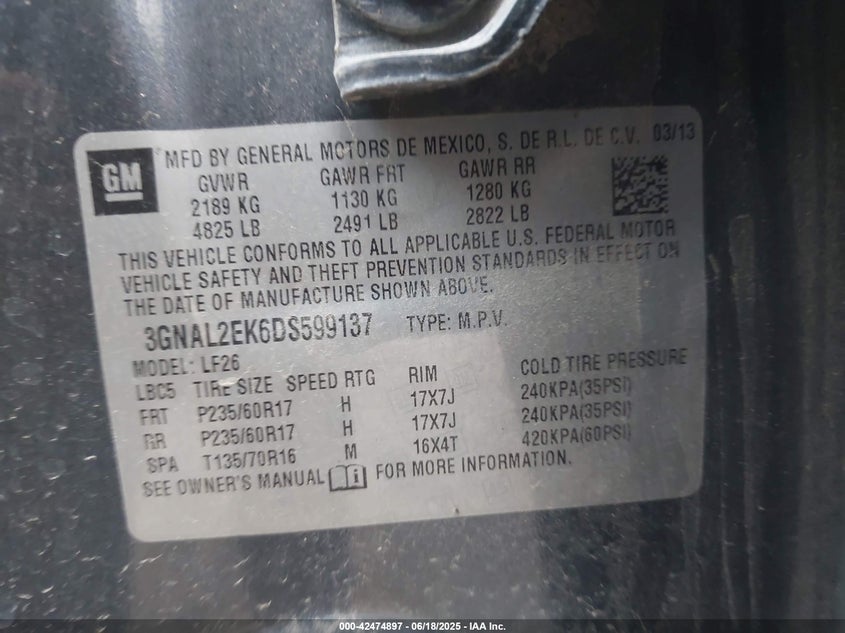 GM
MFD BY GENERAL MOTORS DE MEXICO, S. DE R.L. DE C.V. 03/13
GVWR GAWR FRT GAWR RR
2189 KG 1130 KG 1280 KG
4825 LB 2491 LB 2822 LB
THIS VEHICLE CONFORMS TO ALL APPLICABLE U.S. FEDERAL MOTOR
VEHICLE SAFETY AND THEFT PREVENTION STANDARDS IN EFFECT ON
THE DATE OF MANUFACTURE SHOWN ABOVE.
3GNAL2EK6DS599137 TYPE: M.P.V.
MODEL: LF26
LBC5 TIRE SIZE SPEED RTG RIM COLD TIRE PRESSURE
FRT P235/60R17 H 17X7J 240KPA(35PSI)
RR P235/60R17 H 17X7J 240KPA(35PSI)
SPA T135/70R16 M 16X4T 420KPA(60PSI)
SEE OWNER'S MANUAL i FOR MORE INFORMATION.
000-42474897 - 06/18/2025 - IAA Inc.